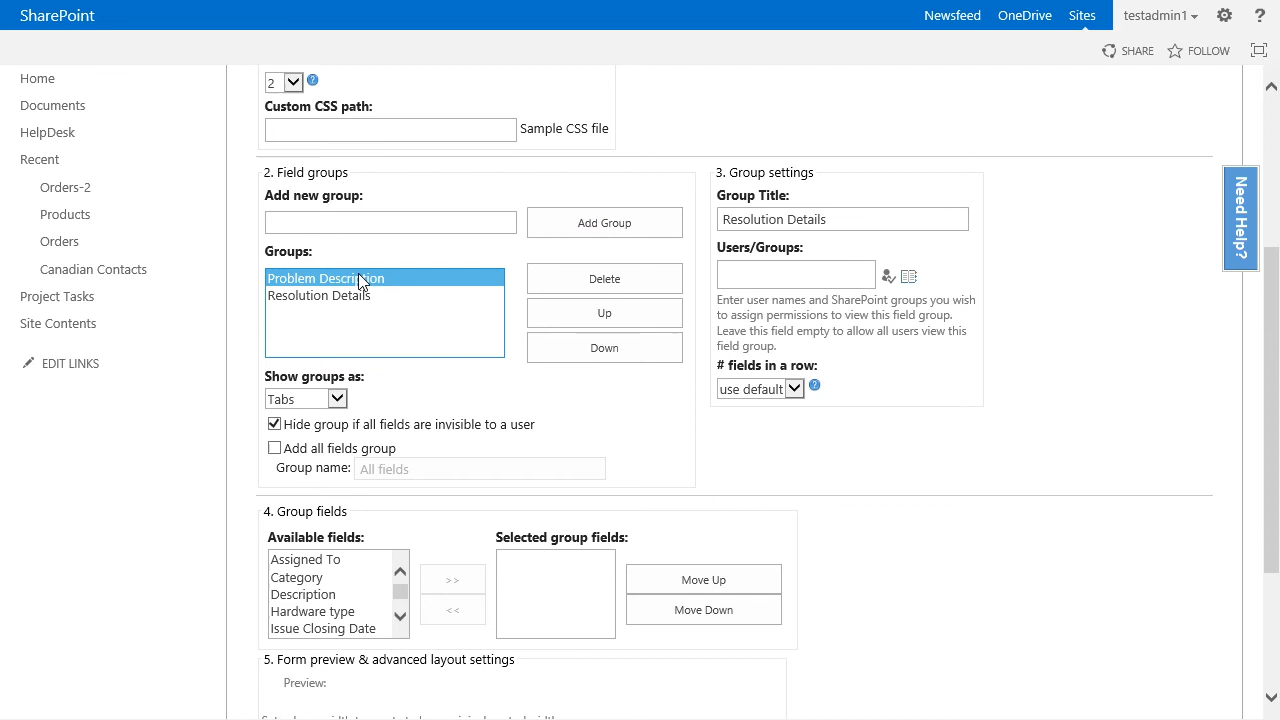 SharePoint
Newsfeed
OneDrive
Sites
testadmin1
?
SHARE
FOLLOW
Home
Documents
HelpDesk
Recent
Orders-2
Products
Orders
Canadian Contacts
Project Tasks
Site Contents
EDIT LINKS
2
?
Custom CSS path:
Sample CSS file
2. Field groups
Add new group:
Add Group
Groups:
Problem Description
Resolution Details
Delete
Up
Down
Show groups as:
Tabs
Hide group if all fields are invisible to a user
Add all fields group
Group name:
All fields
3. Group settings
Group Title:
Resolution Details
Users/Groups:
Enter user names and SharePoint groups you wish
to assign permissions to view this field group.
Leave this field empty to allow all users view this
field group.
# fields in a row:
use default
?
Need Help?
4. Group fields
Available fields:
Assigned To
Category
Description
Hardware type
Issue Closing Date
>>
<<
Selected group fields:
Move Up
Move Down
5. Form preview & advanced layout settings
Preview: